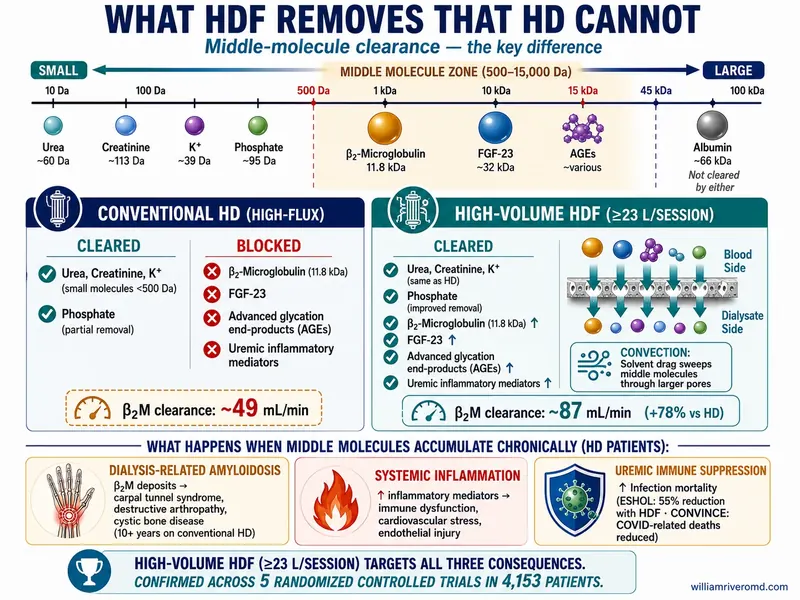 WHAT HDF REMOVES THAT HD CANNOT
Middle-molecule clearance — the key difference
SMALL
MIDDLE MOLECULE ZONE (500–15,000 Da)
LARGE
10 Da
100 Da
500 Da
1 kDa
10 kDa
15 kDa
45 kDa
100 kDa
Urea
~60 Da
Creatinine
~113 Da
K⁺
~39 Da
Phosphate
~95 Da
β₂-Microglobulin
11.8 kDa
FGF-23
~32 kDa
AGEs
~various
Albumin
~66 kDa
Not cleared
by either
CONVENTIONAL HD (HIGH-FLUX)
CLEARED
Urea, Creatinine, K⁺
(small molecules <500 Da)
Phosphate
(partial removal)
BLOCKED
β₂-Microglobulin (11.8 kDa)
FGF-23
Advanced glycation
end-products (AGEs)
Uremic inflammatory
mediators
β₂M clearance: ~49 mL/min
HIGH-VOLUME HDF (≥23 L/SESSION)
CLEARED
Urea, Creatinine, K⁺
(same as HD)
Phosphate
(improved removal)
β₂-Microglobulin (11.8 kDa) ↑
FGF-23 ↑
Advanced glycation
end-products (AGEs) ↑
Uremic inflammatory mediators ↑
Blood
Side
Dialysate
Side
CONVECTION:
Solvent drag sweeps
middle molecules
through larger pores
β₂M clearance: ~87 mL/min (+78% vs HD)
WHAT HAPPENS WHEN MIDDLE MOLECULES ACCUMULATE CHRONICALLY (HD PATIENTS):
DIALYSIS-RELATED AMYLOIDOSIS
β₂M deposits →
carpal tunnel syndrome,
destructive arthropathy,
cystic bone disease
(10+ years on conventional HD)
SYSTEMIC INFLAMMATION
↑ inflammatory mediators →
immune dysfunction,
cardiovascular stress,
endothelial injury
UREMIC IMMUNE SUPPRESSION
↑ Infection mortality
(ESHOL: 55% reduction
with HDF · CONVINCE:
COVID-related deaths
reduced)
HIGH-VOLUME HDF (≥23 L/SESSION) TARGETS ALL THREE CONSEQUENCES.
CONFIRMED ACROSS 5 RANDOMIZED CONTROLLED TRIALS IN 4,153 PATIENTS.
williamriveromd.com